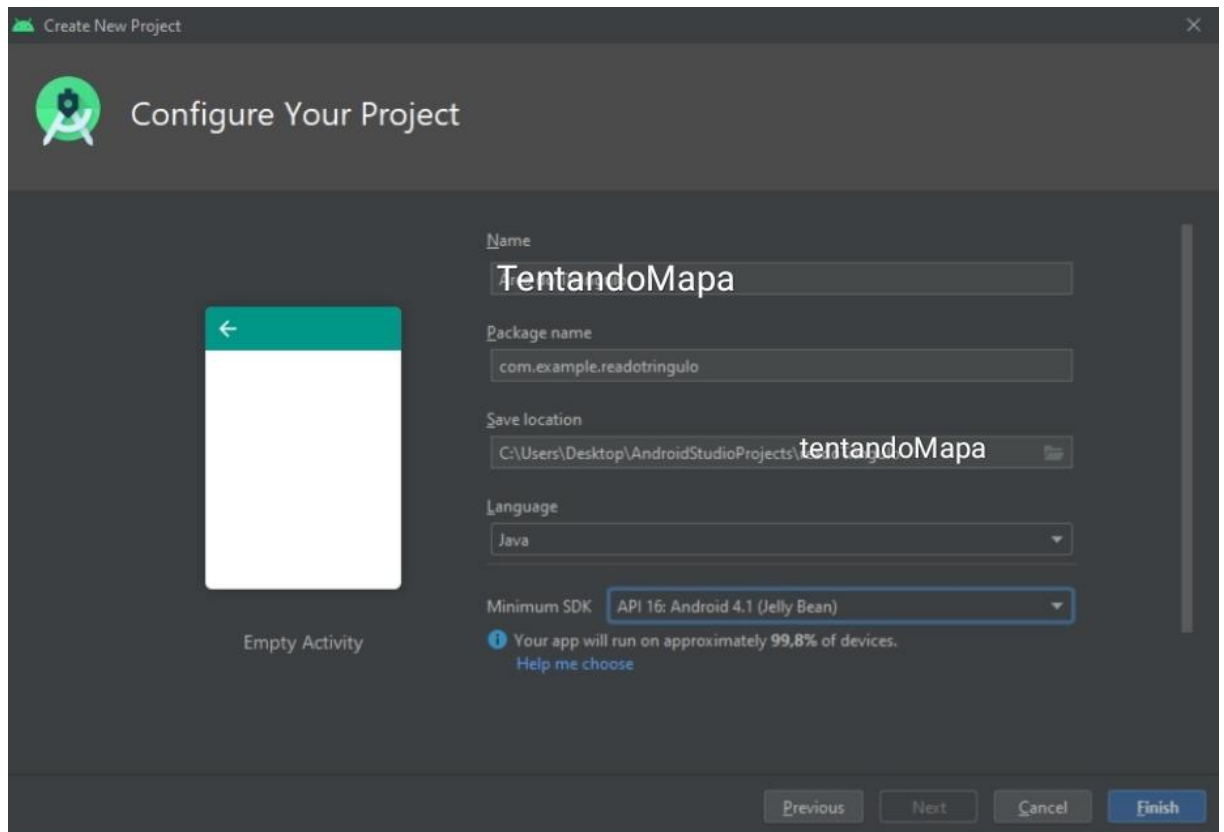 Create New Project
Configure Your Project
Name
TentandoMapa
Package name
com.example.readotringulo
Save location
C:\Users\Desktop\AndroidStudioProjects\ tentandoMapa
Language
Java
Minimum SDK API 16: Android 4.1 (Jelly Bean)
Your app will run on approximately 99,8% of devices.
Help me choose
Empty Activity
Previous Next Cancel Finish